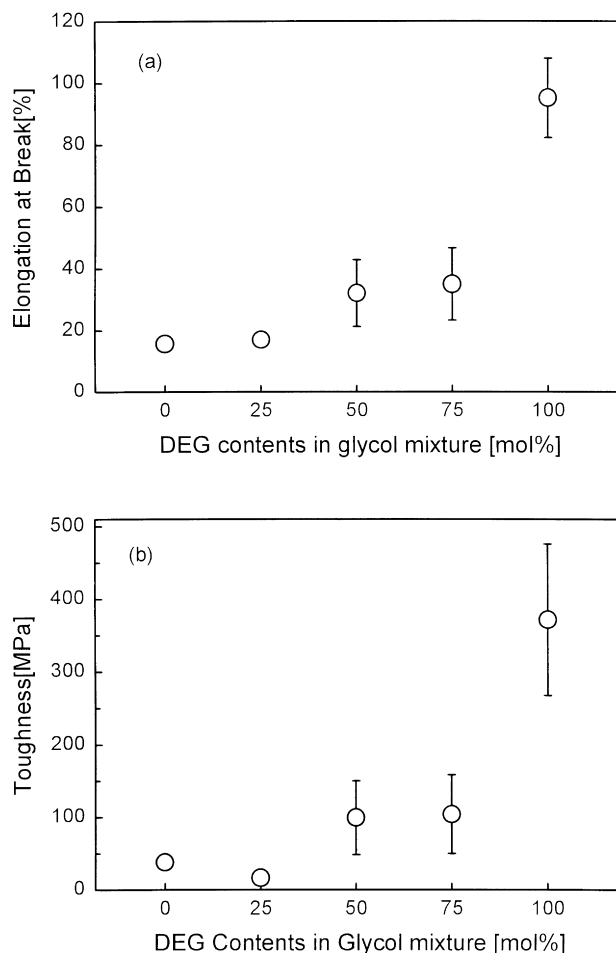 (a)
Elongation at Break[%]
120
100
80
60
40
20
0
0 25 50 75 100
DEG contents in glycol mixture [mol%]
(b)
Toughness[MPa]
500
400
300
200
100
0
0 25 50 75 100
DEG Contents in Glycol mixture [mol%]